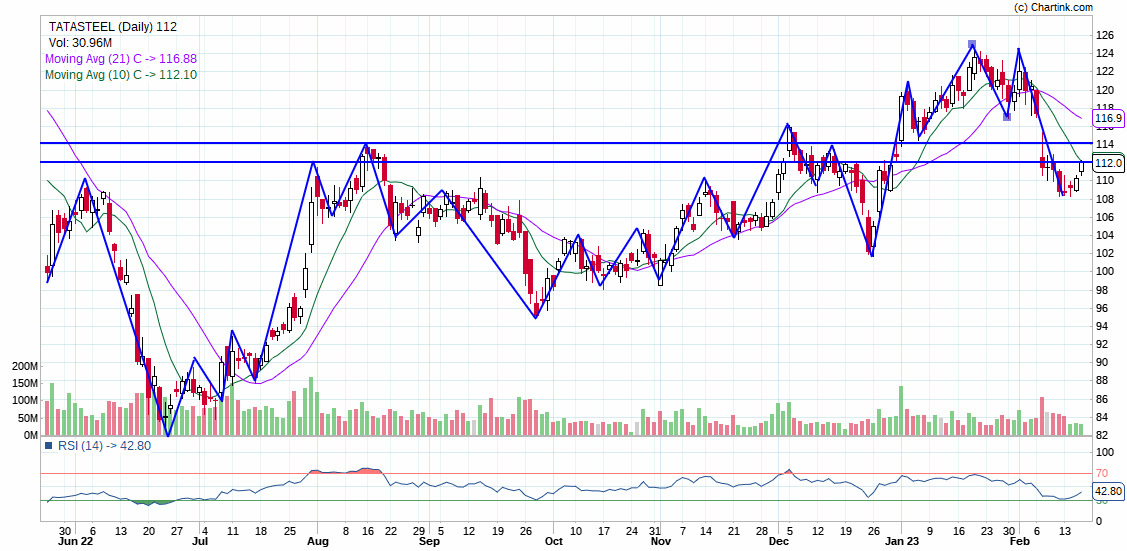 (c) Chartink.com
TATASTEEL (Daily) 112
Vol: 30.96M
Moving Avg (21) C -> 116.88
Moving Avg (10) C -> 112.10
126
124
122
120
118
116.9
116
114
112.0
110
108
106
104
102
100
98
96
94
92
90
88
86
84
82
200M
150M
100M
50M
0M
RSI (14) -> 42.80
100
70
42.80
0
30 6 13 20 27 4 11 18 25 8 16 22 29 5 12 19 26 10 17 24 31 7 14 21 28 5 12 19 26 9 16 23 30 6 13
Jun 22 Jul Aug Sep Oct Nov Dec Jan 23 Feb